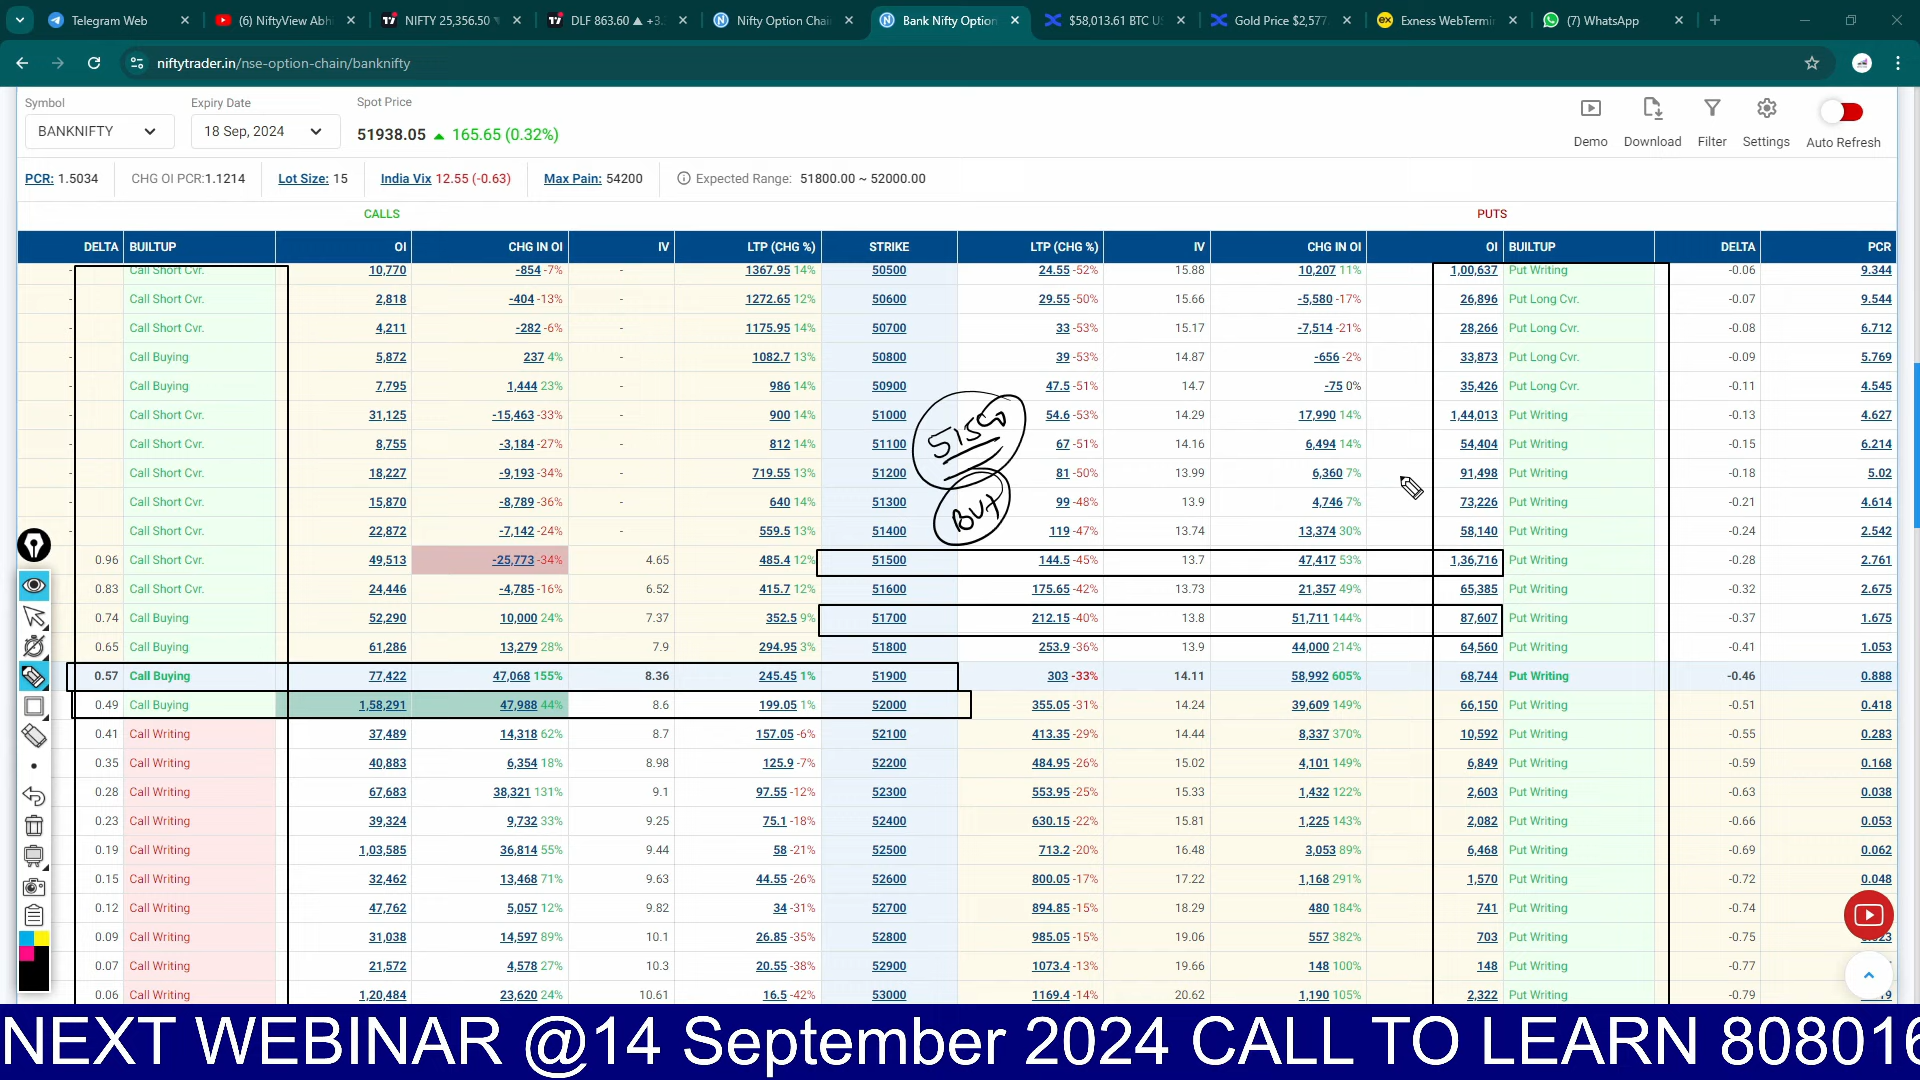 Telegram Web
(6) NiftyView Abhi
NIFTY 25,356.50
DLF 863.60 ▲ +3.
Nifty Option Chai
Bank Nifty Option
$58,013.61 BTC U
Gold Price $2,577.
Exness WebTermi
(7) WhatsApp
niftytrader.in/nse-option-chain/banknifty
Symbol Expiry Date Spot Price
BANKNIFTY 18 Sep, 2024 51938.05 ▲ 165.65 (0.32%)
Demo Download Filter Settings Auto Refresh
PCR: 1.5034 CHG OI PCR:1.1214 Lot Size: 15 India Vix 12.55 (-0.63) Max Pain: 54200 Expected Range: 51800.00 ~ 52000.00
CALLS PUTS
DELTA BUILTUP OI CHG IN OI IV LTP (CHG %) STRIKE LTP (CHG %) IV CHG IN OI OI BUILTUP DELTA PCR
- Call Short Cvr. 10,770 -854 -7% - 1367.95 14% 50500 24.55 -52% 15.88 10,207 11% 1,00,637 Put Writing -0.06 9.344
- Call Short Cvr. 2,818 -404 -13% - 1272.65 12% 50600 29.55 -50% 15.66 -5,580 -17% 26,896 Put Long Cvr. -0.07 9.544
- Call Short Cvr. 4,211 -282 -6% - 1175.95 14% 50700 33 -53% 15.17 -7,514 -21% 28,266 Put Long Cvr. -0.08 6.712
- Call Buying 5,872 237 4% - 1082.7 13% 50800 39 -53% 14.87 -656 -2% 33,873 Put Long Cvr. -0.09 5.769
- Call Buying 7,795 1,444 23% - 986 14% 50900 47.5 -51% 14.7 -75 0% 35,426 Put Long Cvr. -0.11 4.545
- Call Short Cvr. 31,125 -15,463 -33% - 900 14% 51000 54.6 -53% 14.29 17,990 14% 1,44,013 Put Writing -0.13 4.627
- Call Short Cvr. 8,755 -3,184 -27% - 812 14% 51100 67 -51% 14.16 6,494 14% 54,404 Put Writing -0.15 6.214
- Call Short Cvr. 18,227 -9,193 -34% - 719.55 13% 51200 81 -50% 13.99 6,360 7% 91,498 Put Writing -0.18 5.02
- Call Short Cvr. 15,870 -8,789 -36% - 640 14% 51300 99 -48% 13.9 4,746 7% 73,226 Put Writing -0.21 4.614
- Call Short Cvr. 22,872 -7,142 -24% - 559.5 13% 51400 119 -47% 13.74 13,374 30% 58,140 Put Writing -0.24 2.542
0.96 Call Short Cvr. 49,513 -25,773 -34% 4.65 485.4 12% 51500 144.5 -45% 13.7 47,417 53% 1,36,716 Put Writing -0.28 2.761
0.83 Call Short Cvr. 24,446 -4,785 -16% 6.52 415.7 12% 51600 175.65 -42% 13.73 21,357 49% 65,385 Put Writing -0.32 2.675
0.74 Call Buying 52,290 10,000 24% 7.37 352.5 9% 51700 212.15 -40% 13.8 51,711 144% 87,607 Put Writing -0.37 1.675
0.65 Call Buying 61,286 13,279 28% 7.9 294.95 3% 51800 253.9 -36% 13.9 44,000 214% 64,560 Put Writing -0.41 1.053
0.57 Call Buying 77,422 47,068 155% 8.36 245.45 1% 51900 303 -33% 14.11 58,992 605% 68,744 Put Writing -0.46 0.888
0.49 Call Buying 1,58,291 47,988 44% 8.6 199.05 1% 52000 355.05 -31% 14.24 39,609 149% 66,150 Put Writing -0.51 0.418
0.41 Call Writing 37,489 14,318 62% 8.7 157.05 -6% 52100 413.35 -29% 14.44 8,337 370% 10,592 Put Writing -0.55 0.283
0.35 Call Writing 40,883 6,354 18% 8.98 125.9 -7% 52200 484.95 -26% 15.02 4,101 149% 6,849 Put Writing -0.59 0.168
0.28 Call Writing 67,683 38,321 131% 9.1 97.55 -12% 52300 553.95 -25% 15.33 1,432 122% 2,603 Put Writing -0.63 0.038
0.23 Call Writing 39,324 9,732 33% 9.25 75.1 -18% 52400 630.15 -22% 15.81 1,225 143% 2,082 Put Writing -0.66 0.053
0.19 Call Writing 1,03,585 36,814 55% 9.44 58 -21% 52500 713.2 -20% 16.48 3,053 89% 6,468 Put Writing -0.69 0.062
0.15 Call Writing 32,462 13,468 71% 9.63 44.55 -26% 52600 800.05 -17% 17.22 1,168 291% 1,570 Put Writing -0.72 0.048
0.12 Call Writing 47,762 5,057 12% 9.82 34 -31% 52700 894.85 -15% 18.29 480 184% 741 Put Writing -0.74
0.09 Call Writing 31,038 14,597 89% 10.1 26.85 -35% 52800 985.05 -15% 19.06 557 382% 703 Put Writing -0.75
0.07 Call Writing 21,572 4,578 27% 10.3 20.55 -38% 52900 1073.4 -13% 19.66 148 100% 148 Put Writing -0.77
0.06 Call Writing 1,20,484 23,620 24% 10.61 16.5 -42% 53000 1169.4 -14% 20.62 1,190 105% 2,322 Put Writing -0.79
BUY
NEXT WEBINAR @14 September 2024 CALL TO LEARN 808016